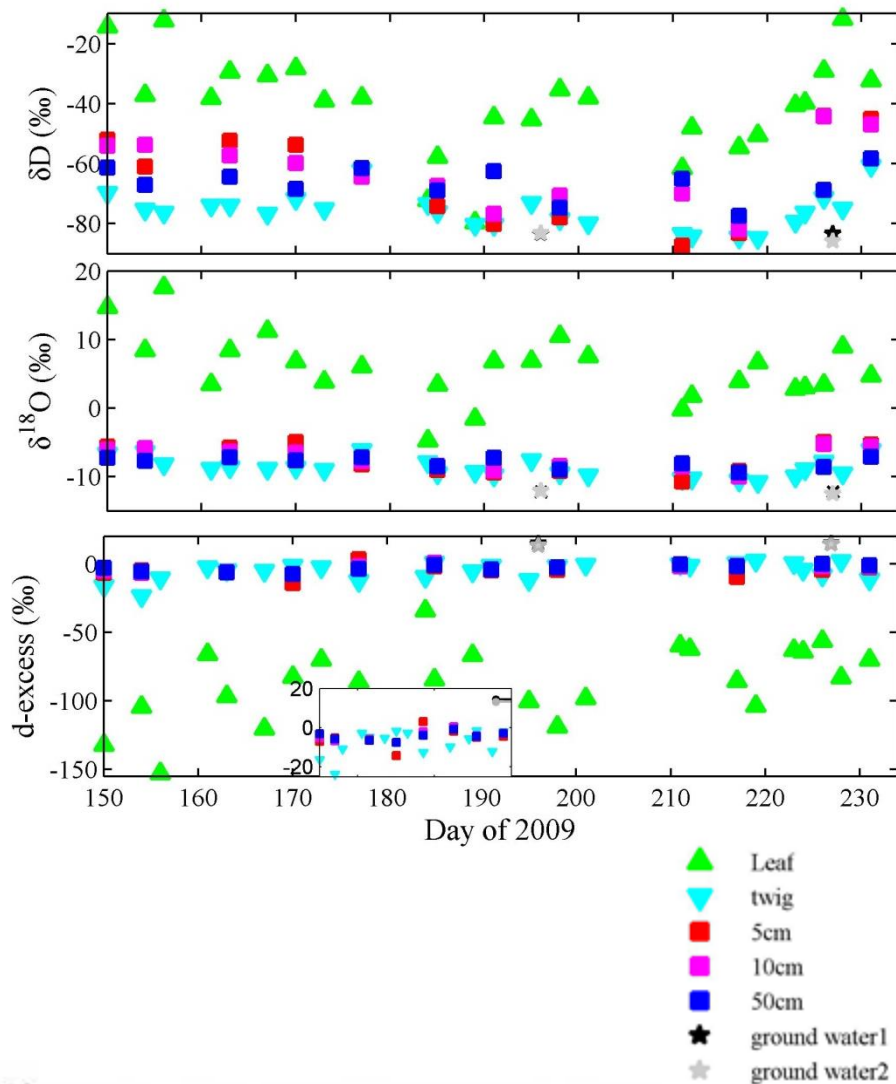 -20
-40
-60
-80
δD (‰)
20
10
0
-10
δ¹⁸O (‰)
0
-50
-100
-150
d-excess (‰)
20
0
-20
150 160 170 180 190 200 210 220 230
Day of 2009
Leaf
twig
5cm
10cm
50cm
ground water1
ground water2